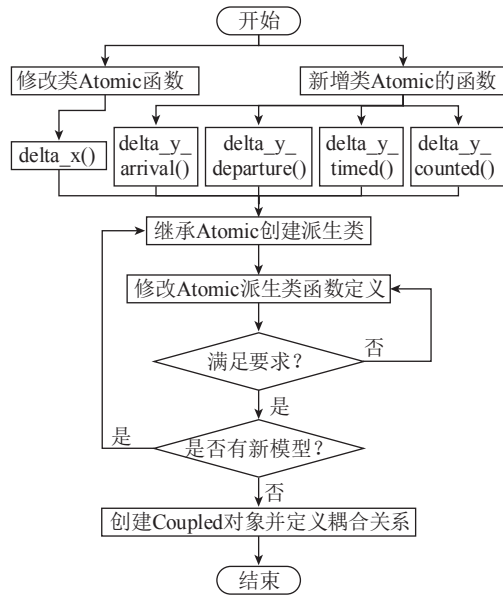 开始
修改类Atomic函数
新增类Atomic的函数
delta_x()
delta_y_
arrival()
delta_y_
departure()
delta_y_
timed()
delta_y_
counted()
继承Atomic创建派生类
修改Atomic派生类函数定义
满足要求?
否
是
是否有新模型?
是
否
创建Coupled对象并定义耦合关系
结束